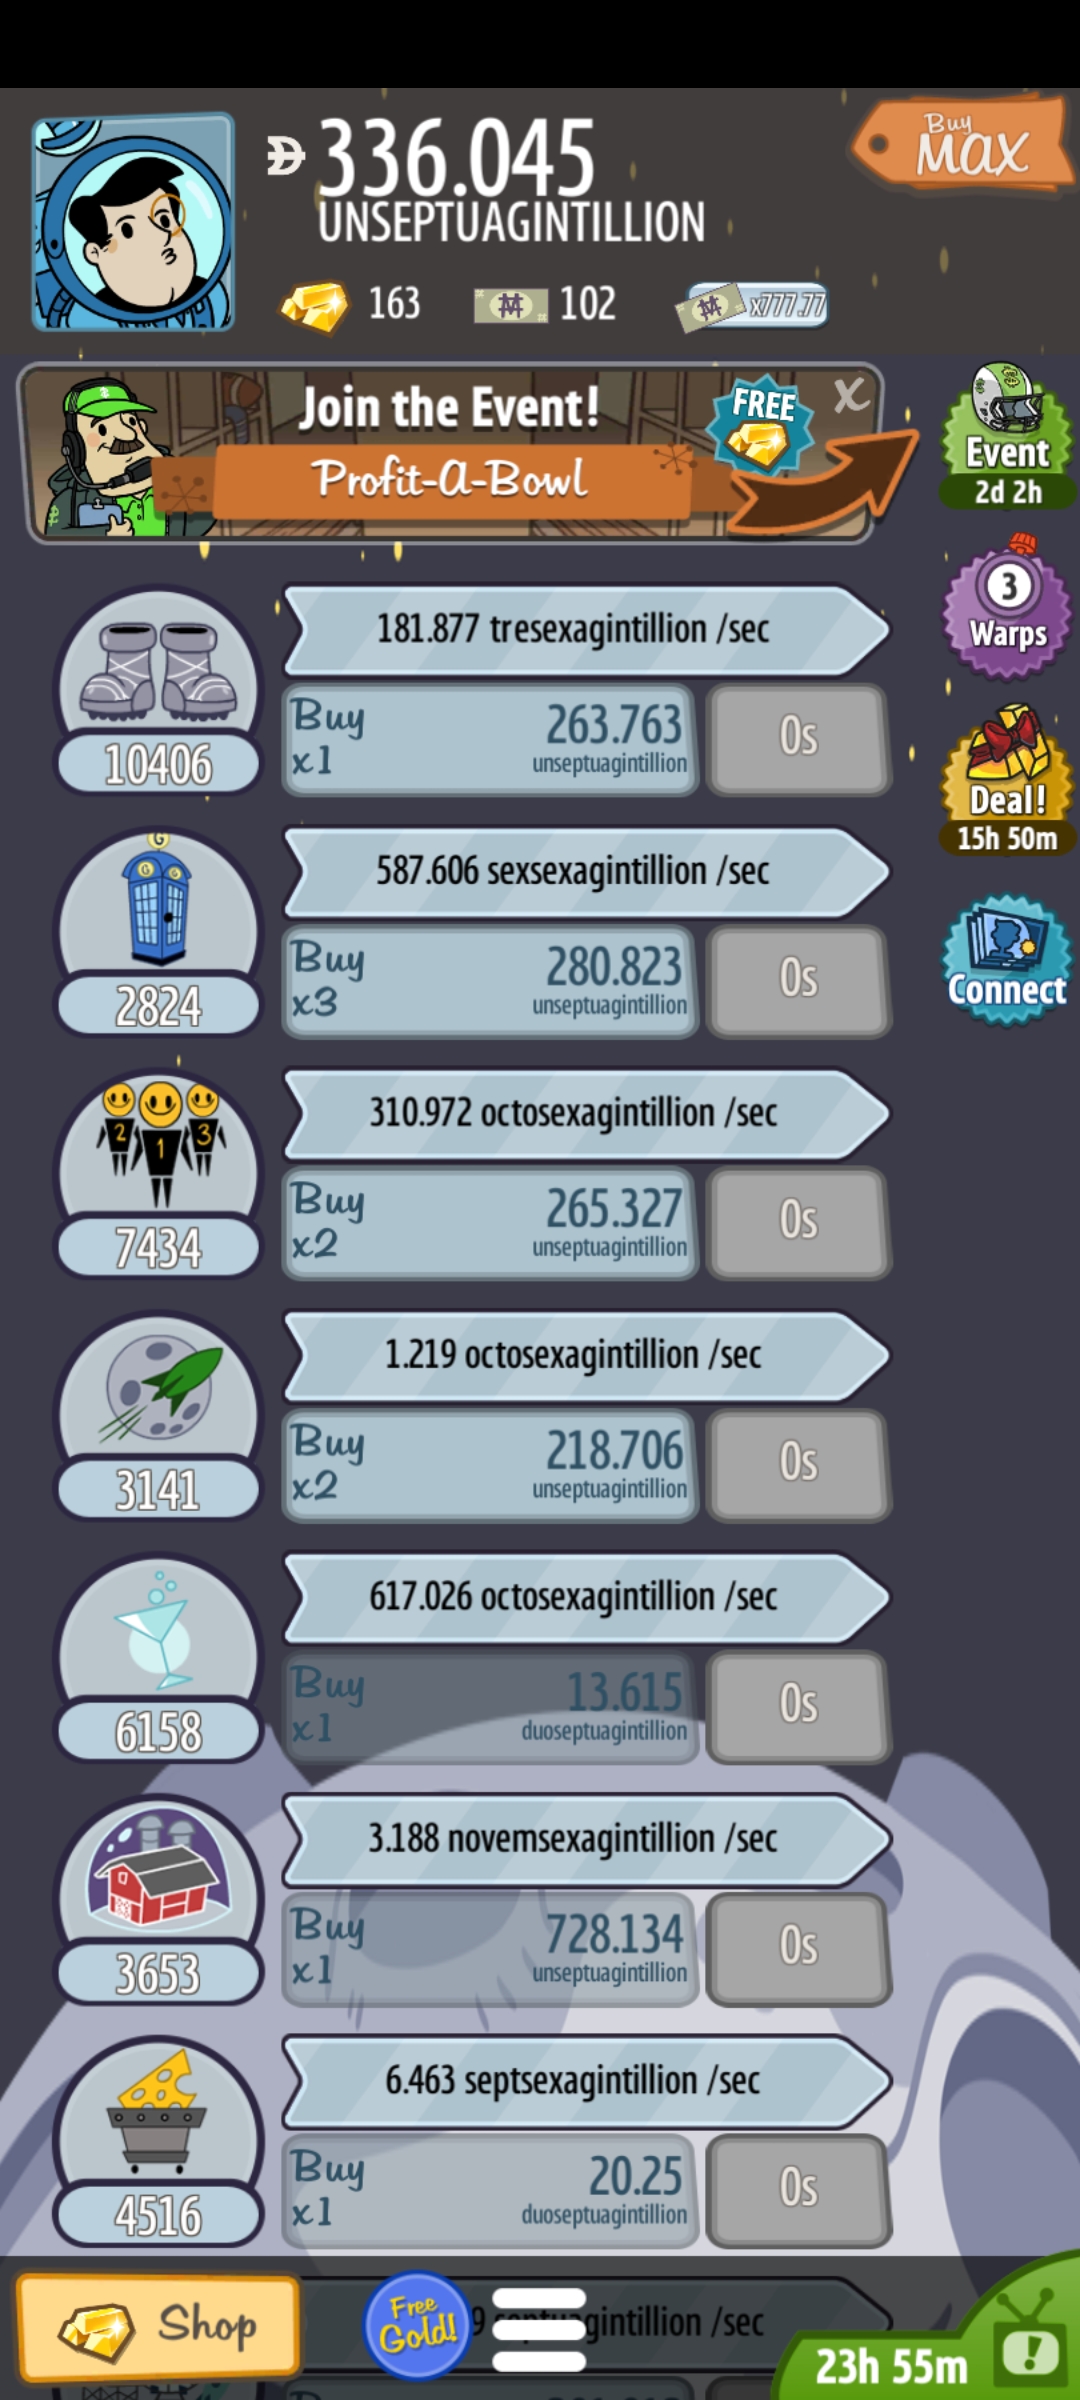 336.045
UNSEPTUAGINTILLION
Buy
MAX
163
102
x777.77
Join the Event!
Profit-A-Bowl
FREE
X
Event
2d 2h
3
Warps
Deal!
15h 50m
Connect
181.877 tresexagintillion /sec
Buy
x1
263.763
unseptuagintillion
0s
10406
587.606 sexsexagintillion /sec
Buy
x3
280.823
unseptuagintillion
0s
2824
310.972 octosexagintillion /sec
2 1 3
Buy
x2
265.327
unseptuagintillion
0s
7434
1.219 octosexagintillion /sec
Buy
x2
218.706
unseptuagintillion
0s
3141
617.026 octosexagintillion /sec
Buy
x1
13.615
duoseptuagintillion
0s
6158
3.188 novemsexagintillion /sec
Buy
x1
728.134
unseptuagintillion
0s
3653
6.463 septsexagintillion /sec
Buy
x1
20.25
duoseptuagintillion
0s
4516
Shop
Free
Gold!
/sec
23h 55m
!